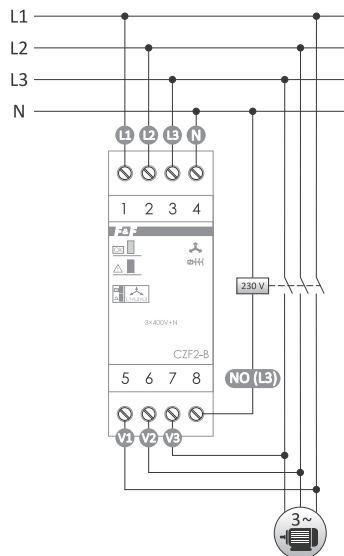 L1
L2
L3
N
L1 L2 L3 N
1 2 3 4
F&F
OK
3×400V+N
CZF2-B
230 V
5 6 7 8
NO (L3)
V1 V2 V3
3~